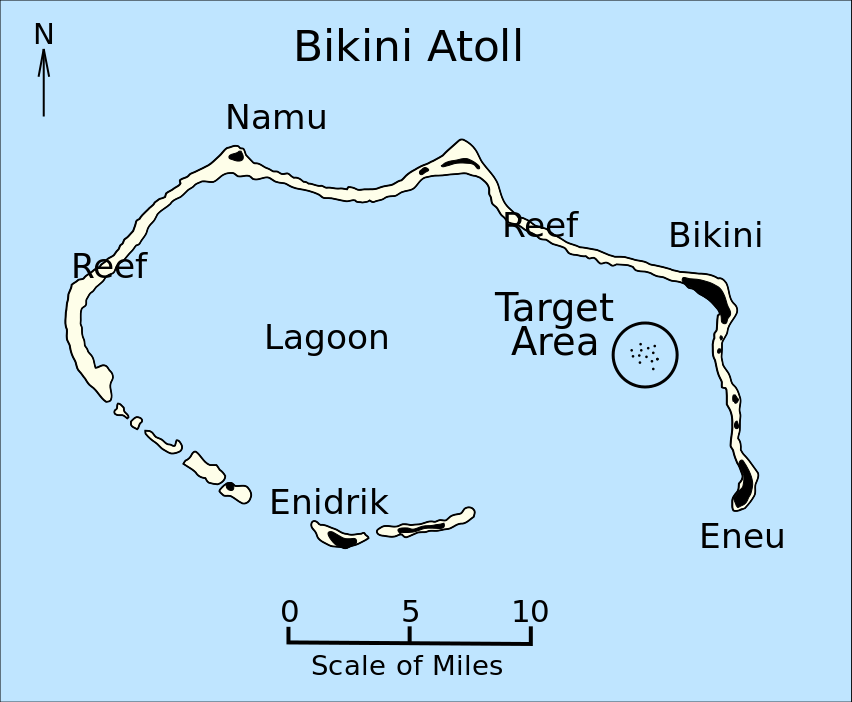 N
Bikini Atoll
Namu
Reef
Bikini
Reef
Target
Area
Lagoon
Enidrik
Eneu
0 5 10
Scale of Miles